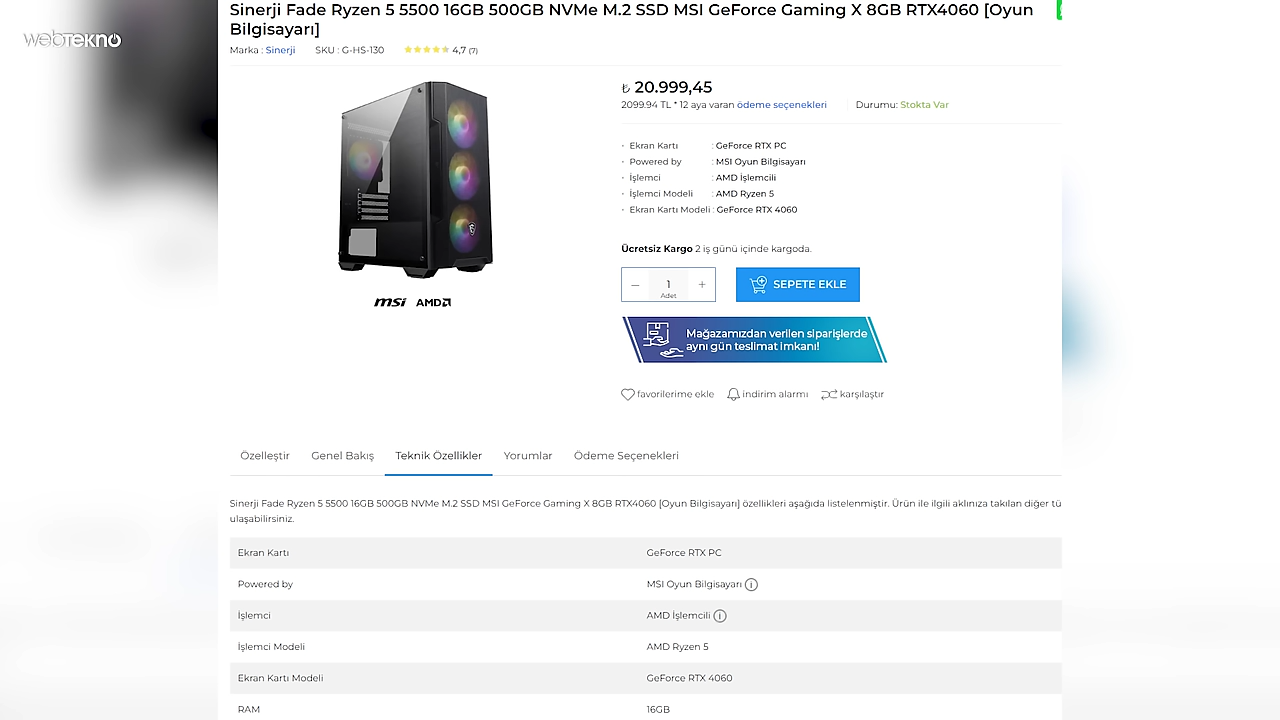 Sinerji Fade Ryzen 5 5500 16GB 500GB NVMe M.2 SSD MSI GeForce Gaming X 8GB RTX4060 [Oyun
Bilgisayarı]
webtekno
Marka : Sinerji SKU : G-HS-130 4,7 (7)
₺ 20.999,45
2099.94 TL * 12 aya varan ödeme seçenekleri Durumu: Stokta Var
• Ekran Kartı : GeForce RTX PC
• Powered by : MSI Oyun Bilgisayarı
• İşlemci : AMD İşlemcili
• İşlemci Modeli : AMD Ryzen 5
• Ekran Kartı Modeli : GeForce RTX 4060
Ücretsiz Kargo 2 iş günü içinde kargoda.
− 1 +
Adet
SEPETE EKLE
msi AMD
Mağazamızdan verilen siparişlerde
aynı gün teslimat imkanı!
favorilerime ekle indirim alarmı karşılaştır
Özelleştir Genel Bakış Teknik Özellikler Yorumlar Ödeme Seçenekleri
Sinerji Fade Ryzen 5 5500 16GB 500GB NVMe M.2 SSD MSI GeForce Gaming X 8GB RTX4060 [Oyun Bilgisayarı] özellikleri aşağıda listelenmiştir. Ürün ile ilgili aklınıza takılan diğer tü
ulaşabilirsiniz.
Ekran Kartı GeForce RTX PC
Powered by MSI Oyun Bilgisayarı
İşlemci AMD İşlemcili
İşlemci Modeli AMD Ryzen 5
Ekran Kartı Modeli GeForce RTX 4060
RAM 16GB